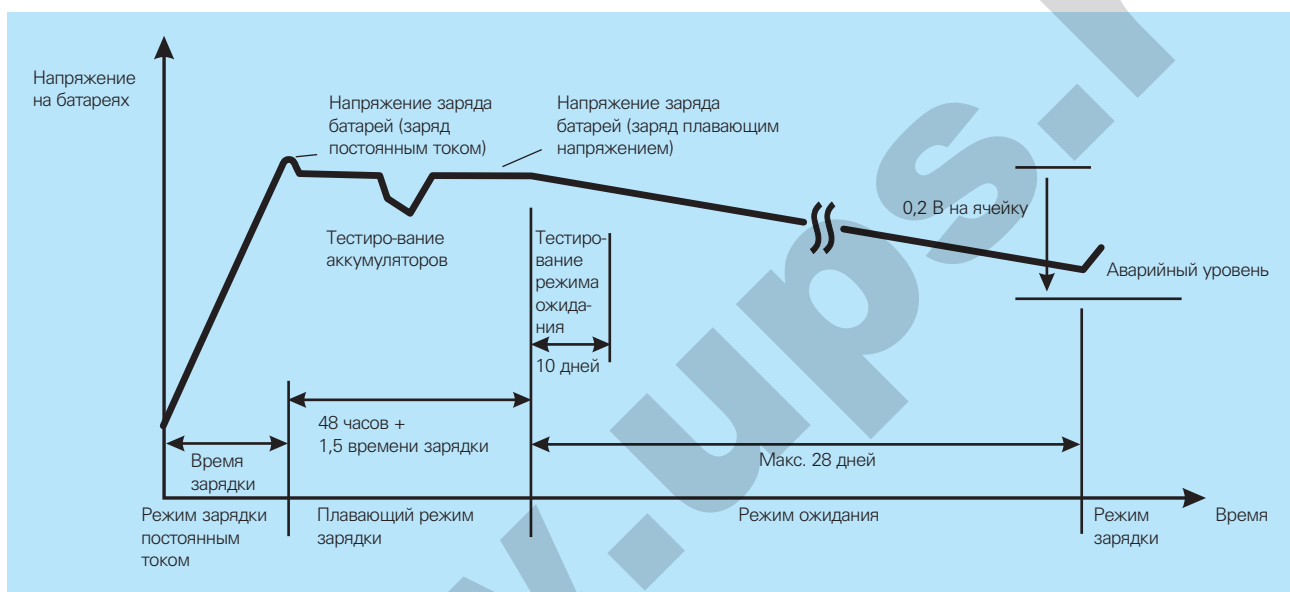 Напряжение
на батареях
Напряжение заряда
батарей (заряд
постоянным током)
Напряжение заряда
батарей (заряд плавающим
напряжением)
0,2 В на ячейку
Тестиро-вание
аккумуляторов
Тестиро-
вание
режима
ожида-
ния
10 дней
Аварийный уровень
48 часов +
1,5 времени зарядки
Время
зарядки
Макс. 28 дней
Режим зарядки
постоянным
током
Плавающий режим
зарядки
Режим ожидания
Режим
зарядки
Время
.ups.